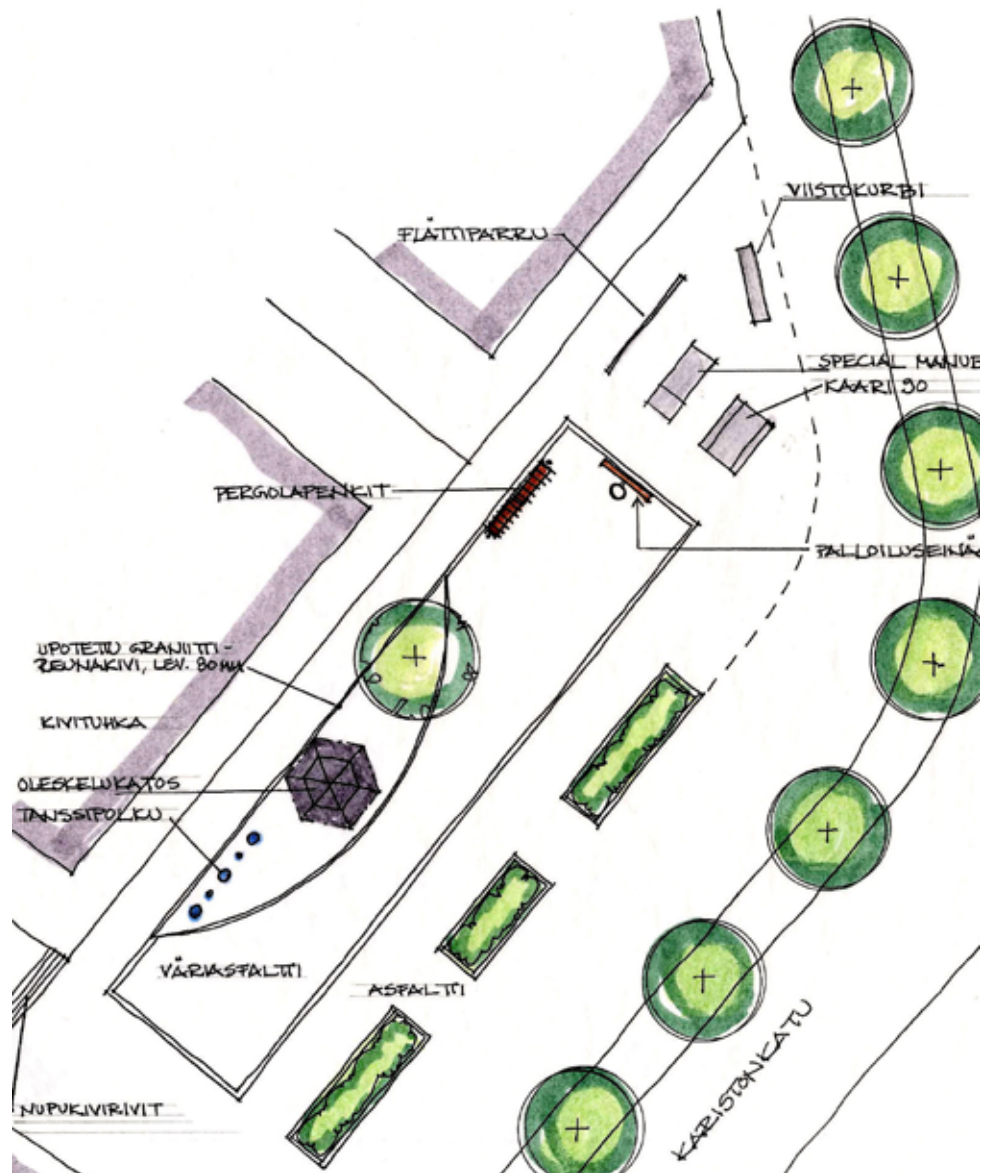 VIISTOKURBI
FLÄTTIPARRU
SPECIAL MANUE
KAARI 90
PERGOLAPENKIT
PALLOILUSEINÄ
UPOTETTU GRANIITTI-
REUNAKIVI, LEV. 80MM
KIVITUHKA
OLESKELUKATOS
TANSSIPOLKU
VÄRIASFALTTI
ASFALTTI
KARISTONKATU
NUPUKIVIRIVIT